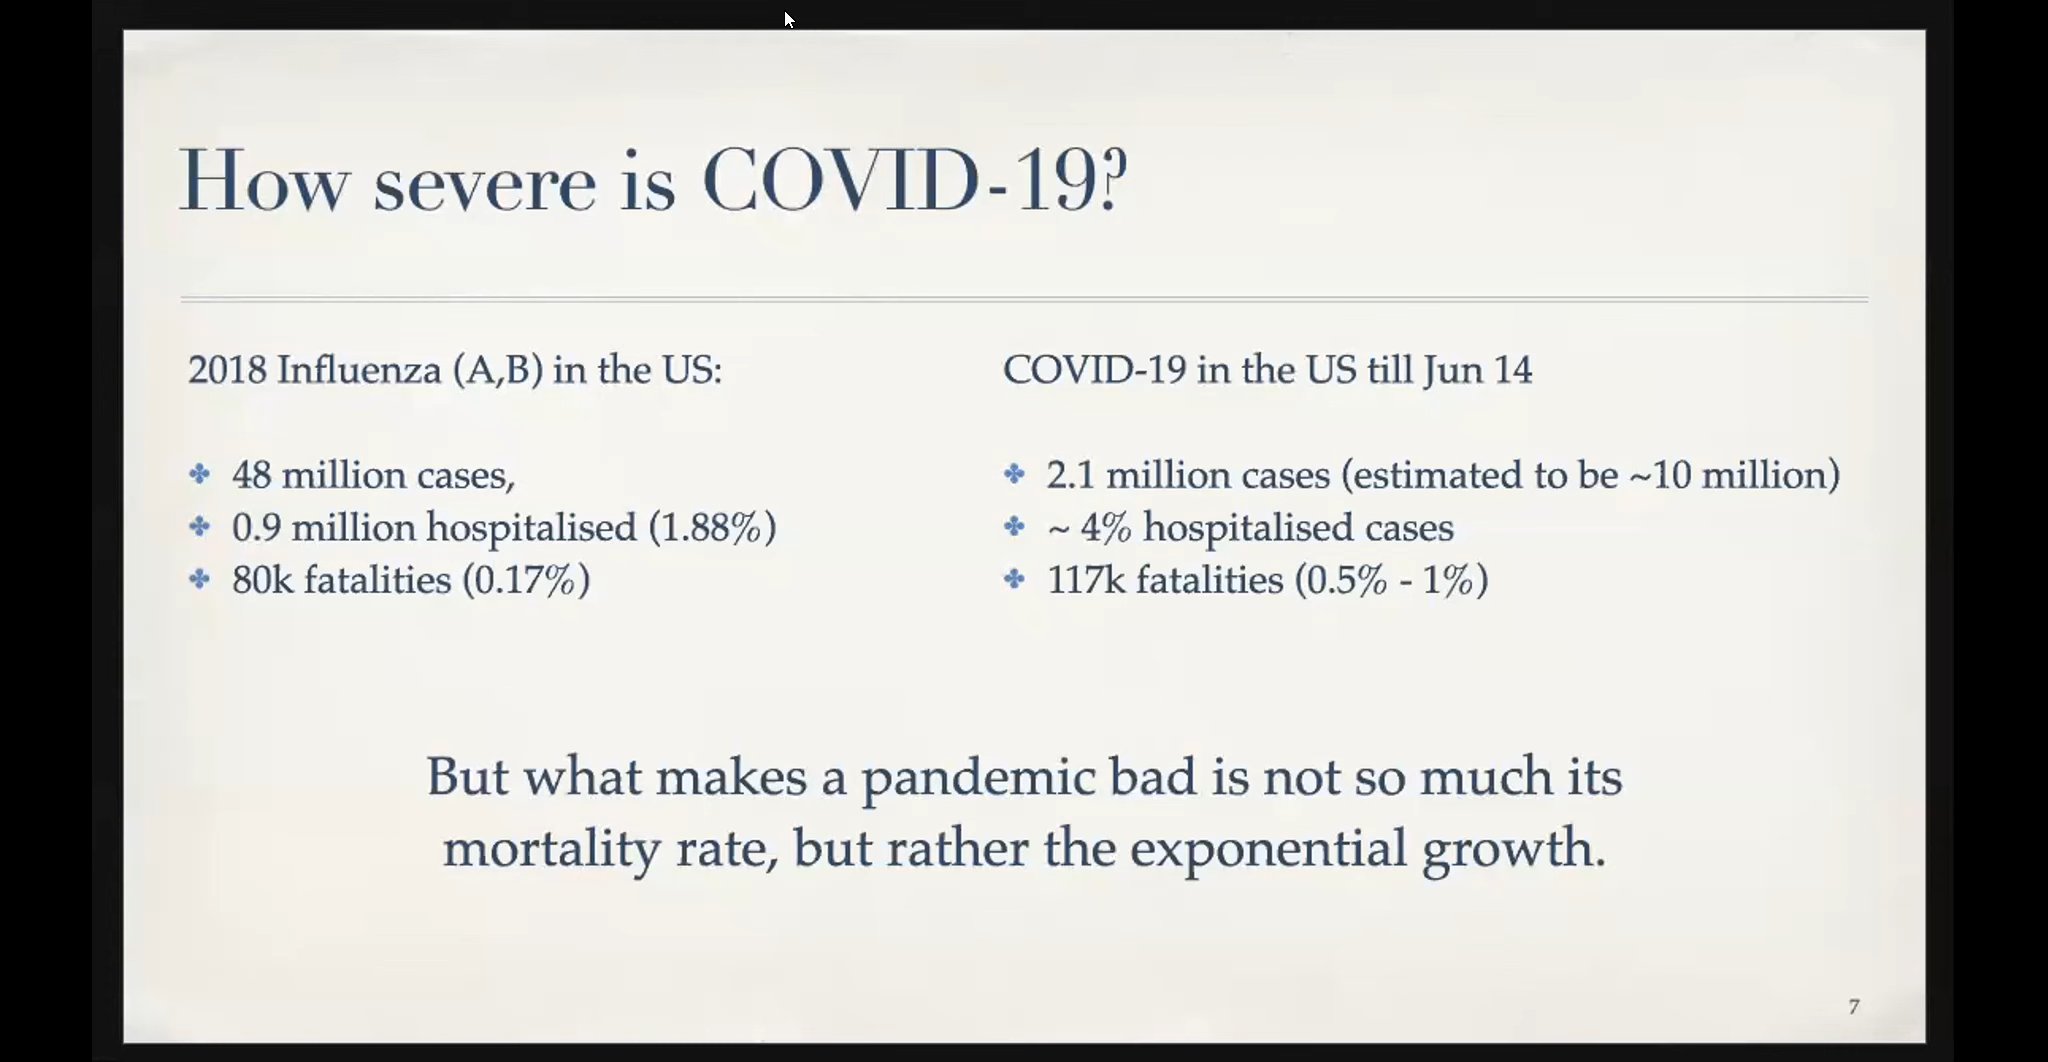 How severe is COVID-19?
2018 Influenza (A,B) in the US:
48 million cases,
0.9 million hospitalised (1.88%)
80k fatalities (0.17%)
COVID-19 in the US till Jun 14
2.1 million cases (estimated to be ~10 million)
~ 4% hospitalised cases
117k fatalities (0.5% - 1%)
But what makes a pandemic bad is not so much its
mortality rate, but rather the exponential growth.
7